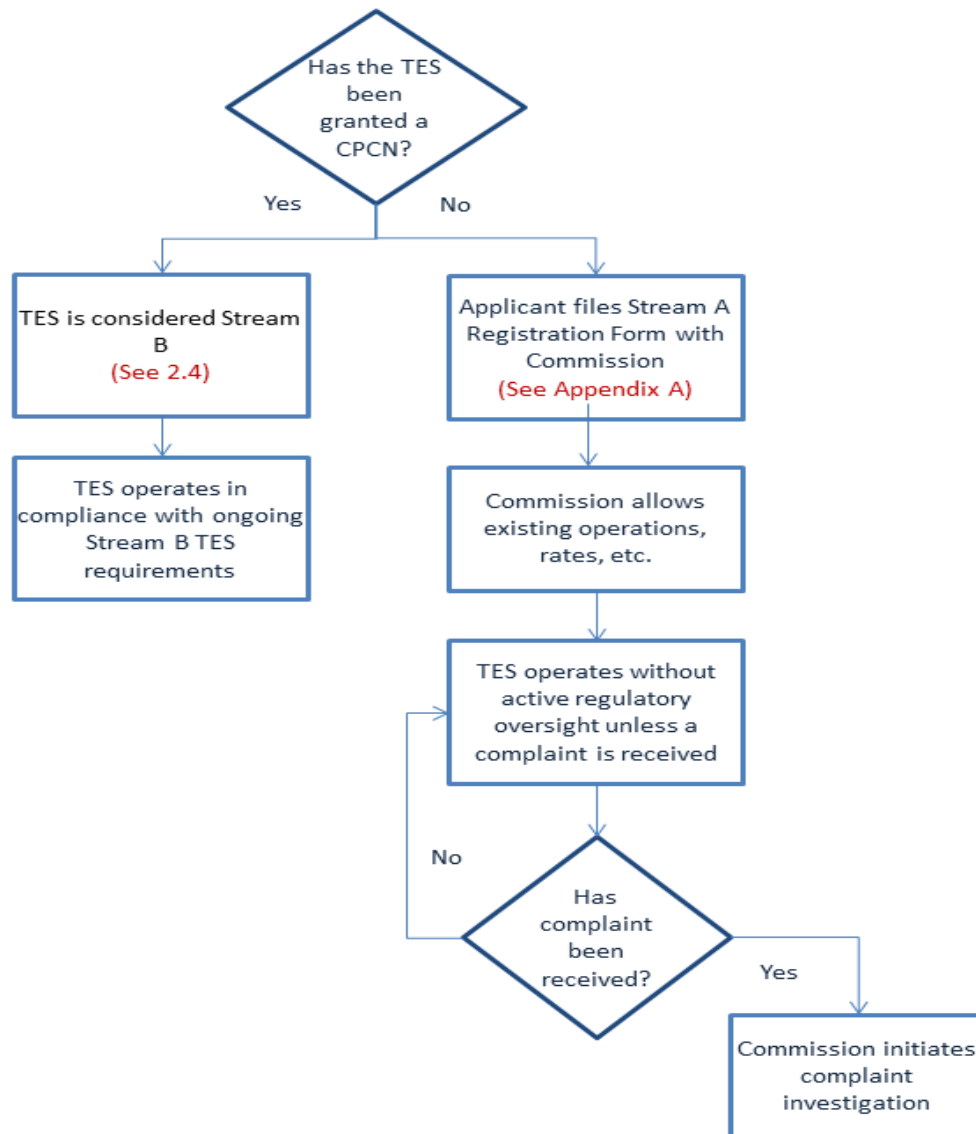 Has the TES
been
granted a
CPCN?
Yes
No
TES is considered Stream
B
(See 2.4)
Applicant files Stream A
Registration Form with
Commission
(See Appendix A)
TES operates in
compliance with ongoing
Stream B TES
requirements
Commission allows
existing operations,
rates, etc.
TES operates without
active regulatory
oversight unless a
complaint is received
No
Has
complaint
been
received?
Yes
Commission initiates
complaint
investigation